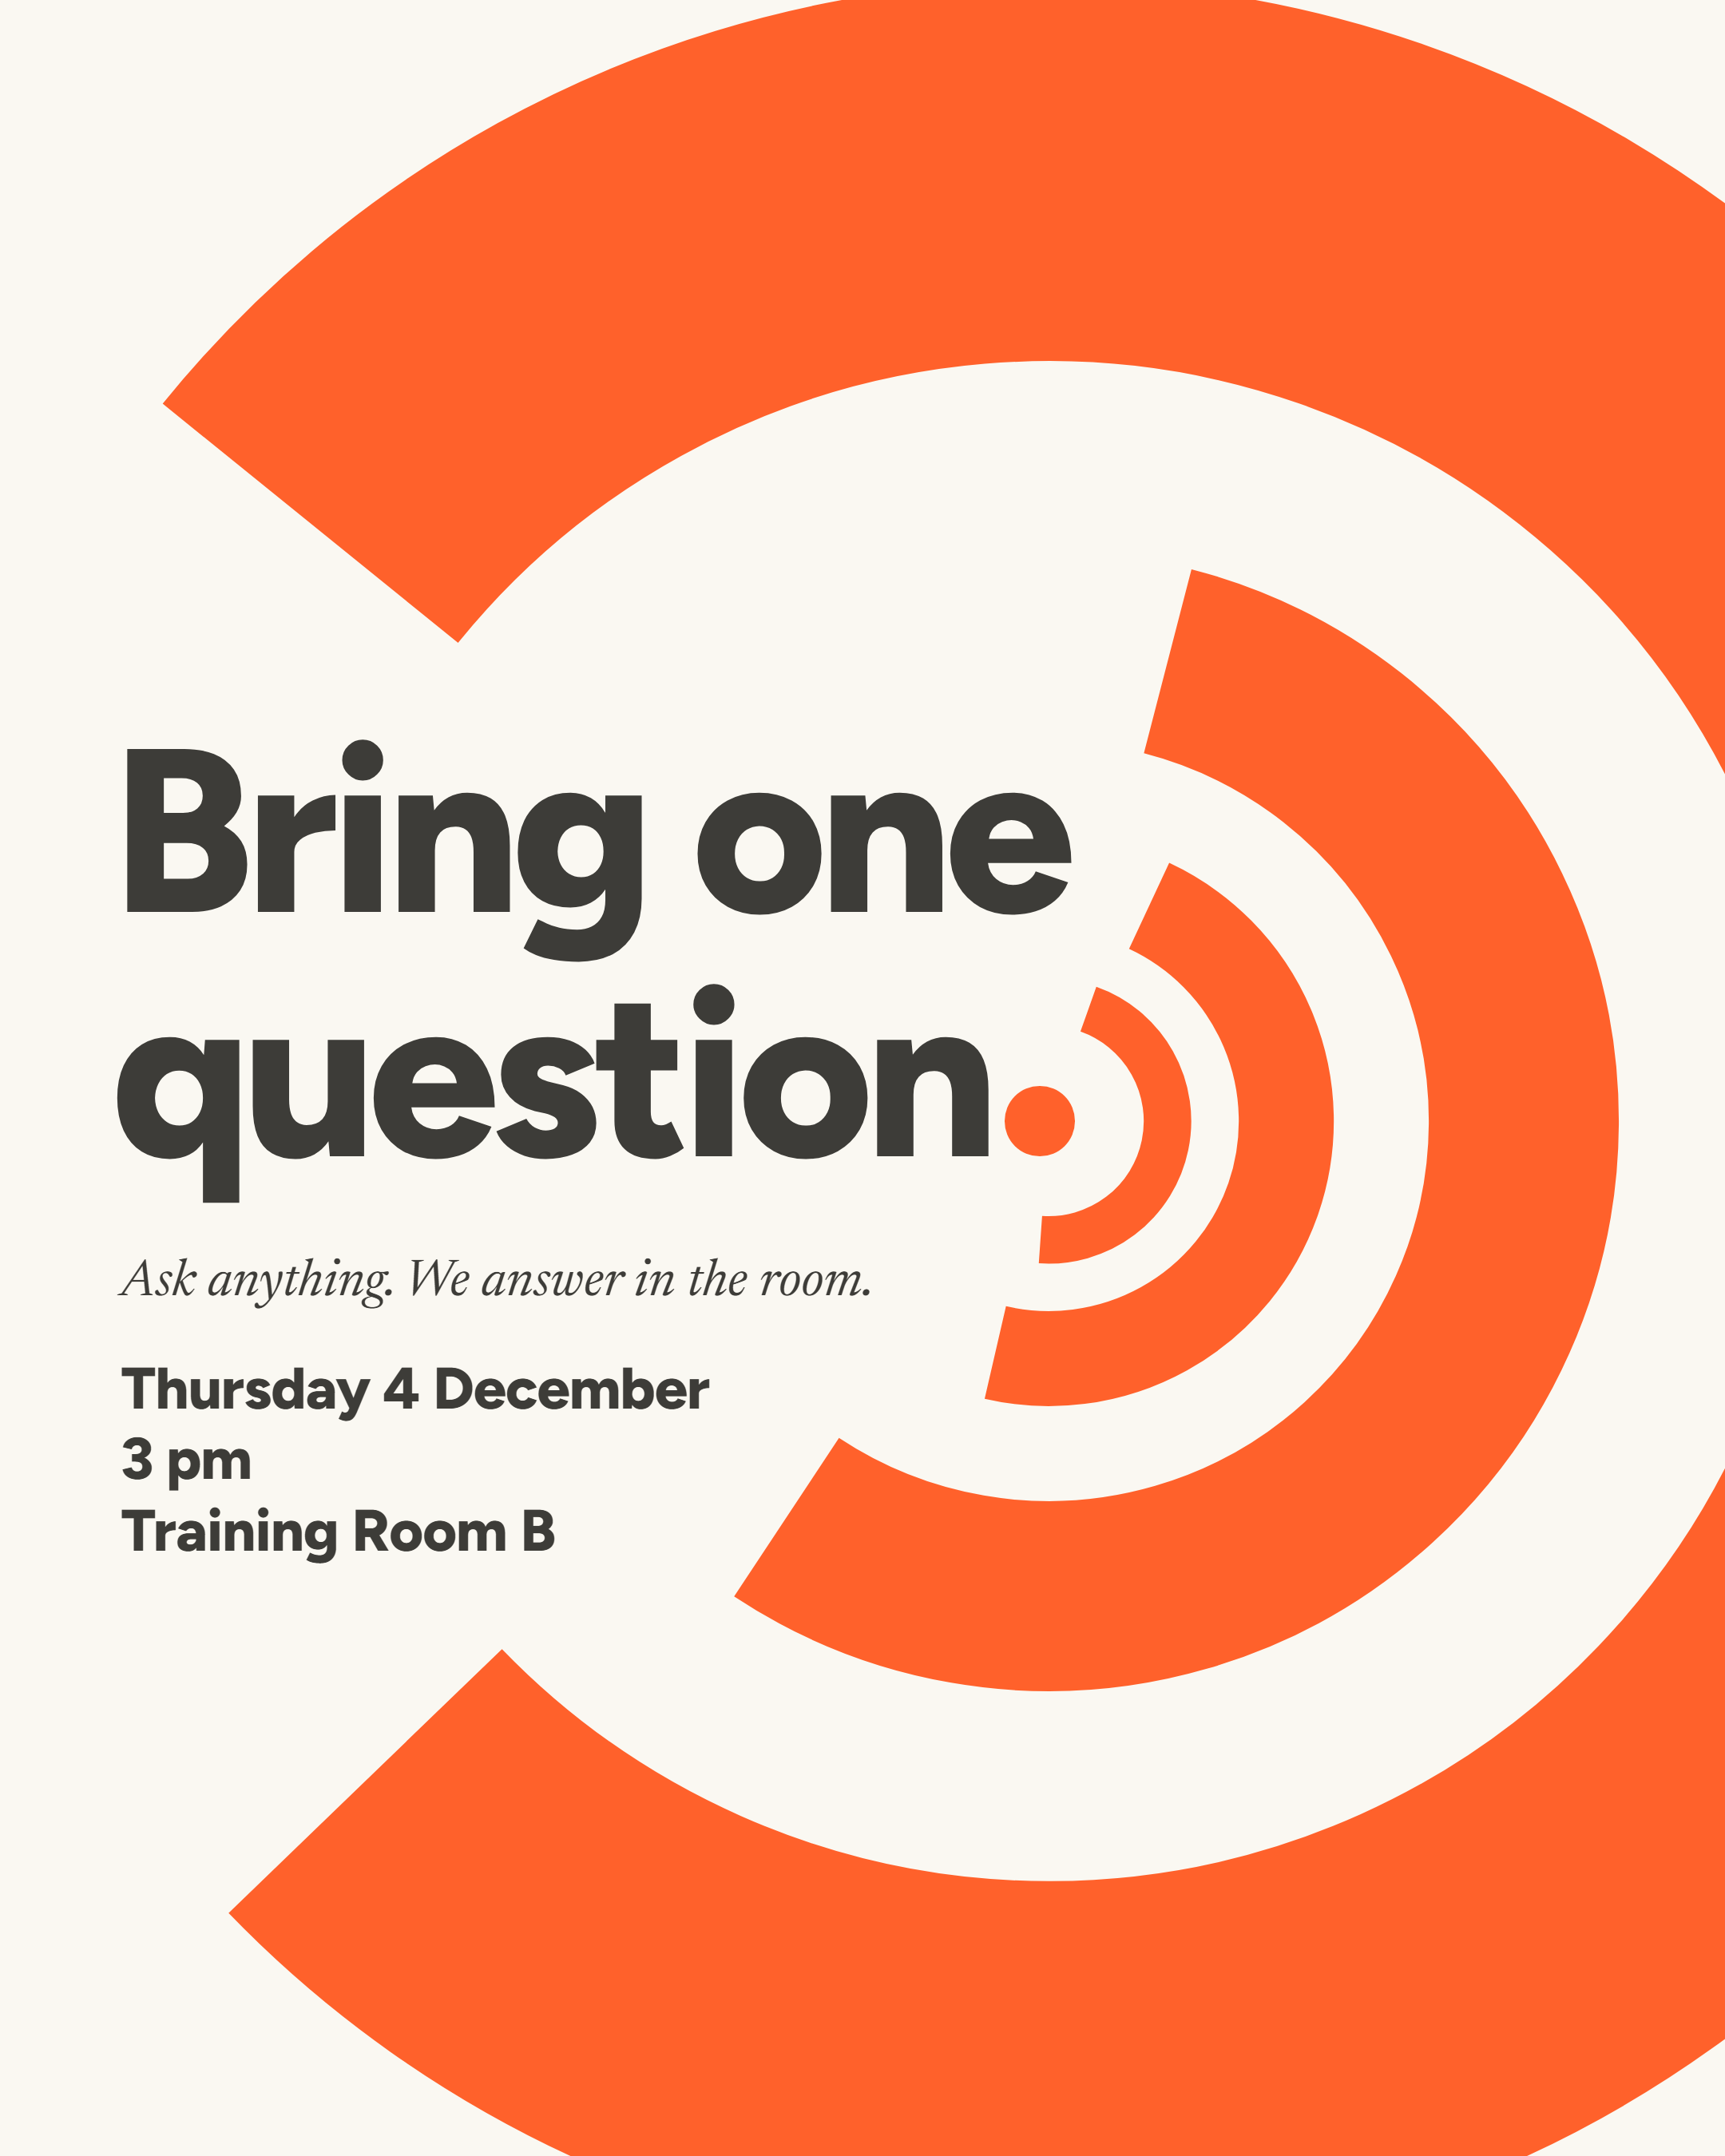 Bring one
question.
Ask anything. We answer in the room.
Thursday 4 December
3 pm
Training Room B